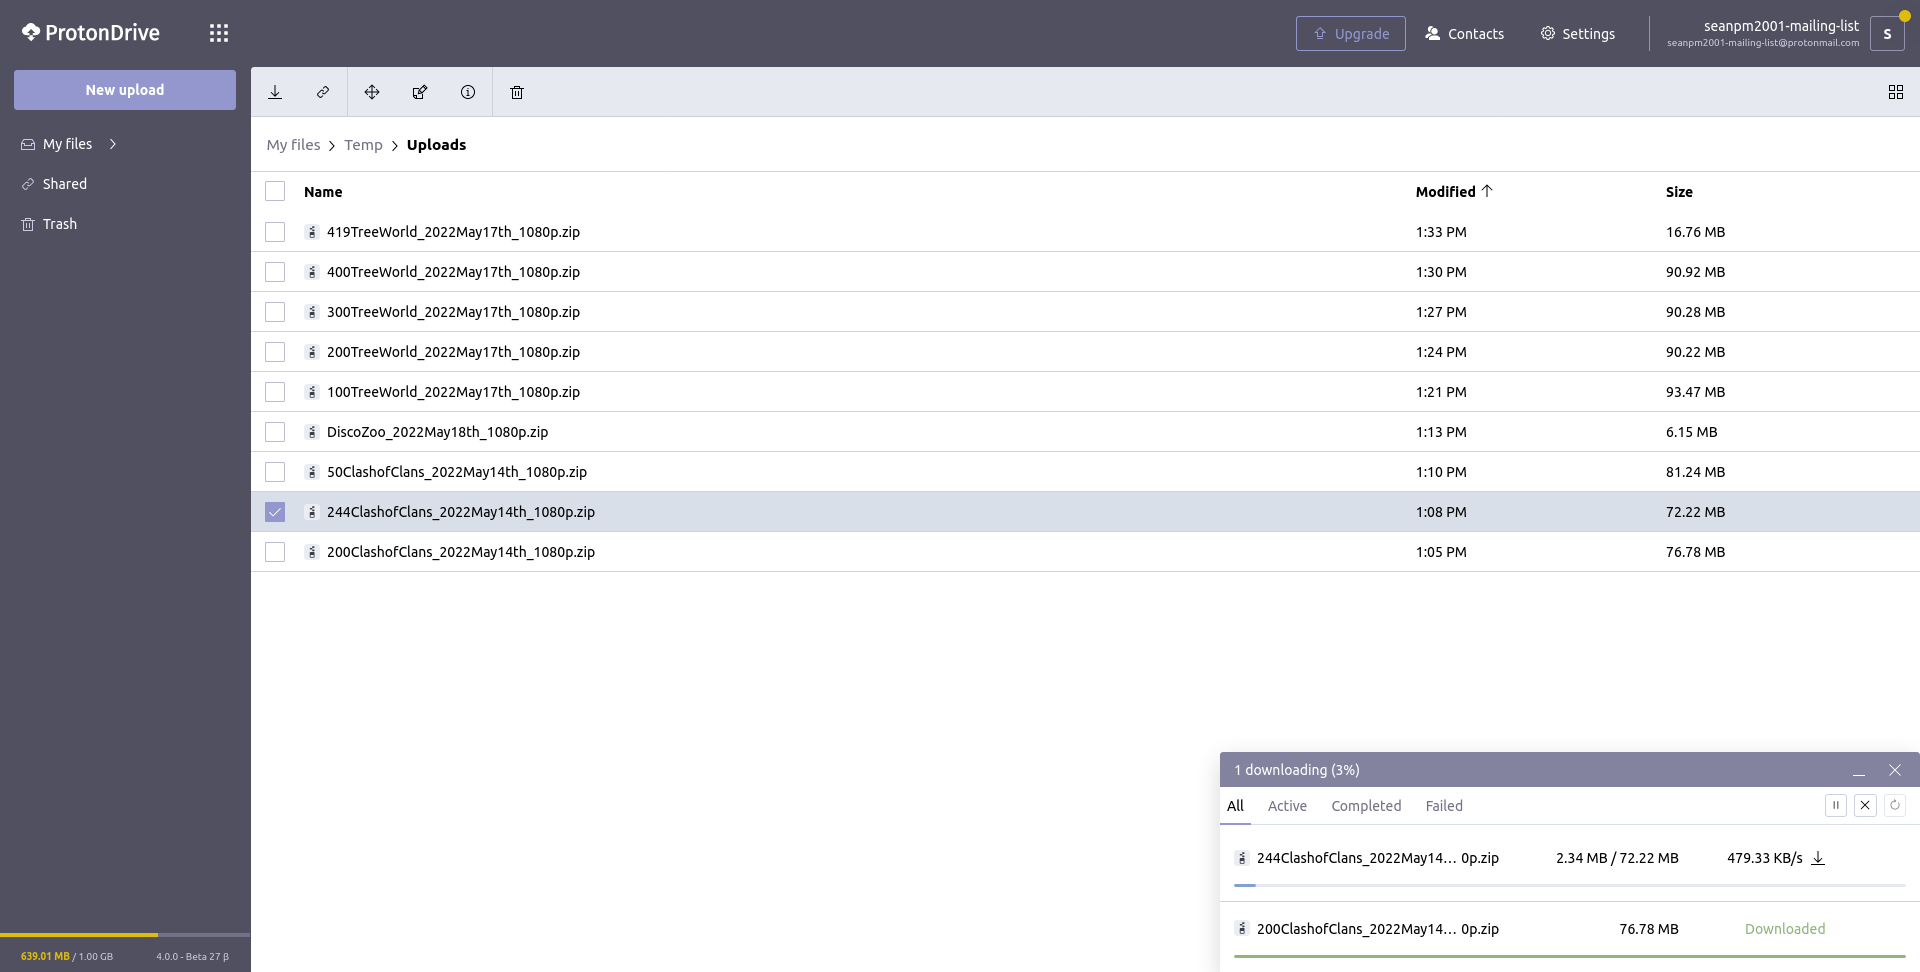 ProtonDrive
Upgrade
Contacts
Settings
seanpm2001-mailing-list
seanpm2001-mailing-list@protonmail.com
S
New upload
My files
Shared
Trash
My files > Temp > Uploads
Name Modified Size
419TreeWorld_2022May17th_1080p.zip 1:33 PM 16.76 MB
400TreeWorld_2022May17th_1080p.zip 1:30 PM 90.92 MB
300TreeWorld_2022May17th_1080p.zip 1:27 PM 90.28 MB
200TreeWorld_2022May17th_1080p.zip 1:24 PM 90.22 MB
100TreeWorld_2022May17th_1080p.zip 1:21 PM 93.47 MB
DiscoZoo_2022May18th_1080p.zip 1:13 PM 6.15 MB
50ClashofClans_2022May14th_1080p.zip 1:10 PM 81.24 MB
244ClashofClans_2022May14th_1080p.zip 1:08 PM 72.22 MB
200ClashofClans_2022May14th_1080p.zip 1:05 PM 76.78 MB
1 downloading (3%)
All Active Completed Failed
244ClashofClans_2022May14… 0p.zip 2.34 MB / 72.22 MB 479.33 KB/s
200ClashofClans_2022May14… 0p.zip 76.78 MB Downloaded
639.01 MB / 1.00 GB 4.0.0 - Beta 27 β